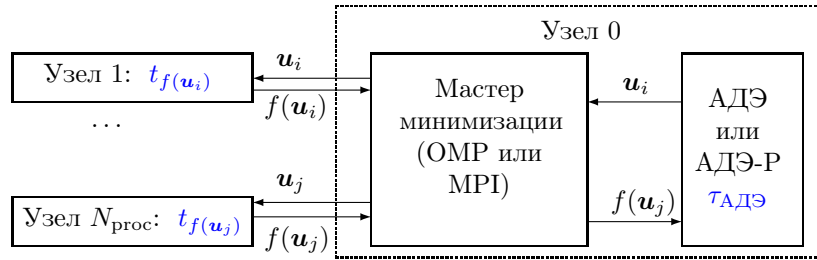 Узел 0
Узел 1: t_{f(u_i)}
u_i
f(u_i)
...
Узел N_proc: t_{f(u_j)}
u_j
f(u_j)
Мастер
минимизации
(OMP или
MPI)
u_i
f(u_j)
АДЭ
или
АДЭ-Р
τ_АДЭ